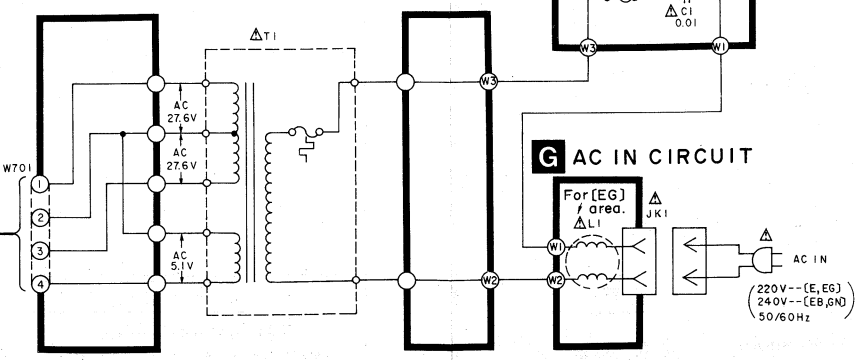 ⚠C1
0.01
W3
W1
⚠T1
AC
27.6V
AC
27.6V
AC
5.1V
W701
1
2
3
4
W3
W2
G AC IN CIRCUIT
For [EG]
area.
⚠L1
⚠
JK1
W1
W2
⚠
AC IN
220V--[E,EG]
240V--[EB,GN]
50/60Hz